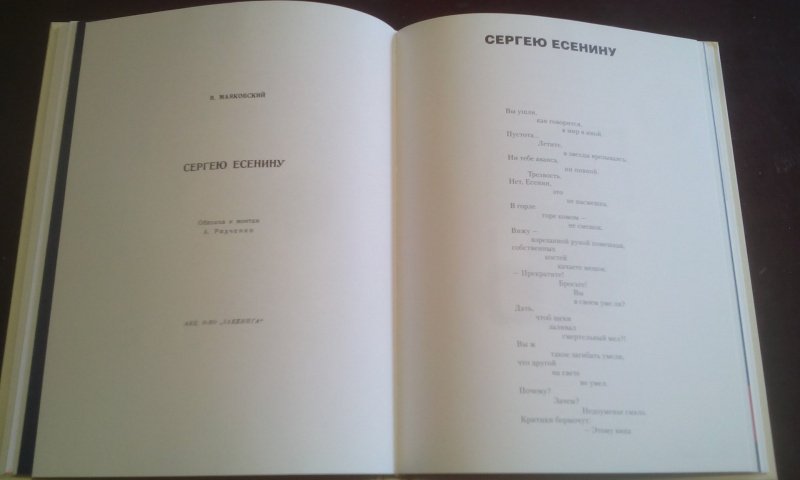 В. МАЯКОВСКИЙ
СЕРГЕЮ ЕСЕНИНУ
Обложка и монтаж
А. Родченко
СЕРГЕЮ ЕСЕНИНУ
Вы ушли,
как говорится,
в мир в иной.
Пустота...
Летите,
в звезды врезываясь.
Ни тебе аванса,
ни пивной.
Трезвость.
Нет, Есенин,
это
не насмешка.
В горле
горе комом —
не смешок.
Вижу —
взрезанной рукой помешкав,
собственных
костей
качаете мешок.
— Прекратите!
Бросьте!
Вы
в своем уме ли?
Дать,
чтоб щеки
заливал
смертельный мел?!
Вы ж
такое загибать умели,
что другой
на свете
не умел.
Почему?
Зачем?
Недоуменье смяло.
Критики бормочут:
— Этому вина